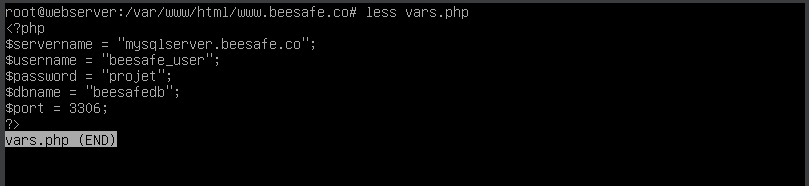 root@webserver:/var/www/html/www.beesafe.co# less vars.php
<?php
$servername = "mysqlserver.beesafe.co";
$username = "beesafe_user";
$password = "projet";
$dbname = "beesafedb";
$port = 3306;
?>
vars.php (END)